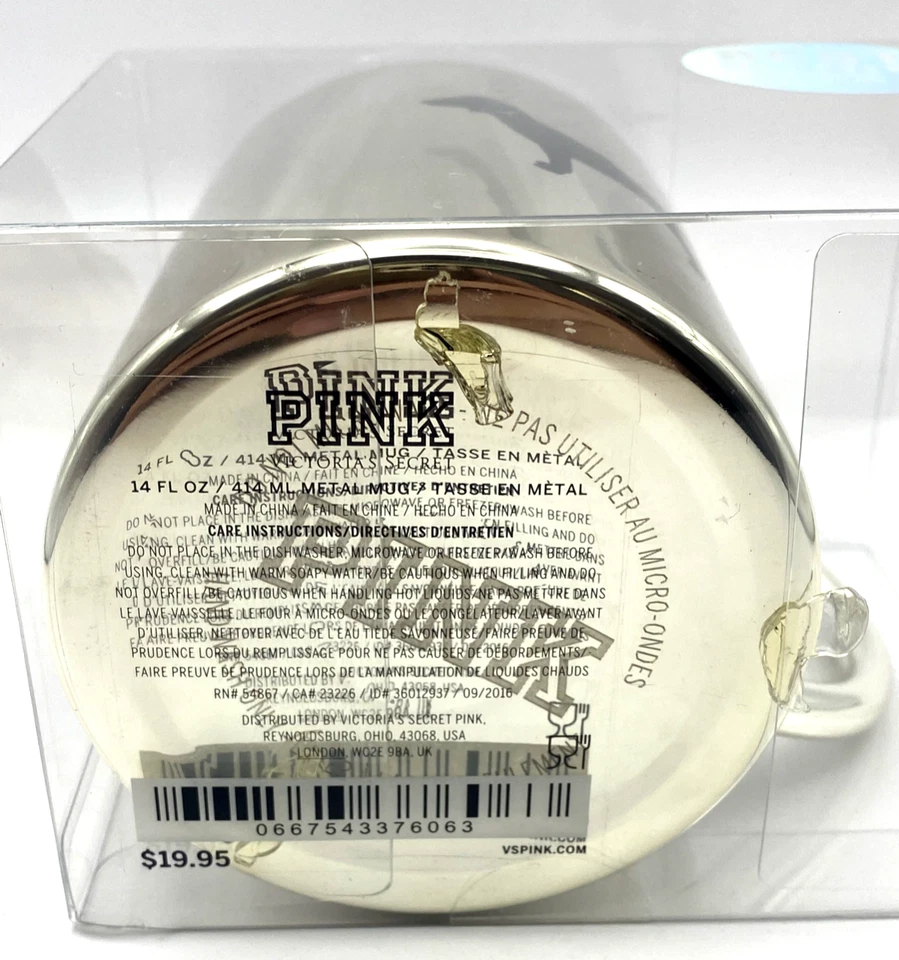 PINK
VICTORIA'S SECRET
14 FL OZ / 414 ML METAL MUG / TASSE EN MÈTAL
MADE IN CHINA / FAIT EN CHINE / HECHO EN CHINA
CARE INSTRUCTIONS/DIRECTIVES D'ENTRETIEN
DO NOT PLACE IN THE DISHWASHER, MICROWAVE OR FREEZER/WASH BEFORE
USING, CLEAN WITH WARM SOAPY WATER/BE CAUTIOUS WHEN FILLING AND DO
NOT OVERFILL/BE CAUTIOUS WHEN HANDLING HOT LIQUIDS/NE PAS METTRE DANS
LE LAVE-VAISSELLE, LE FOUR À MICRO-ONDES OU LE CONGÉLATEUR/LAVER AVANT
D'UTILISER, NETTOYER AVEC DE L'EAU TIÈDE SAVONNEUSE/FAIRE PREUVE DE
PRUDENCE LORS DU REMPLISSAGE POUR NE PAS CAUSER DE DÉBORDEMENTS/
FAIRE PREUVE DE PRUDENCE LORS DE LA MANIPULATION DE LIQUIDES CHAUDS
RN# 54867 / CA# 23226 / ID# 36012937 / 09/2016
DISTRIBUTED BY VICTORIA'S SECRET PINK,
REYNOLDSBURG, OHIO, 43068, USA
LONDON, WC2E 9BA, UK
0667543376063
$19.95
VSPINK.COM
PINK
NE PAS UTILISER AU MICRO-ONDES